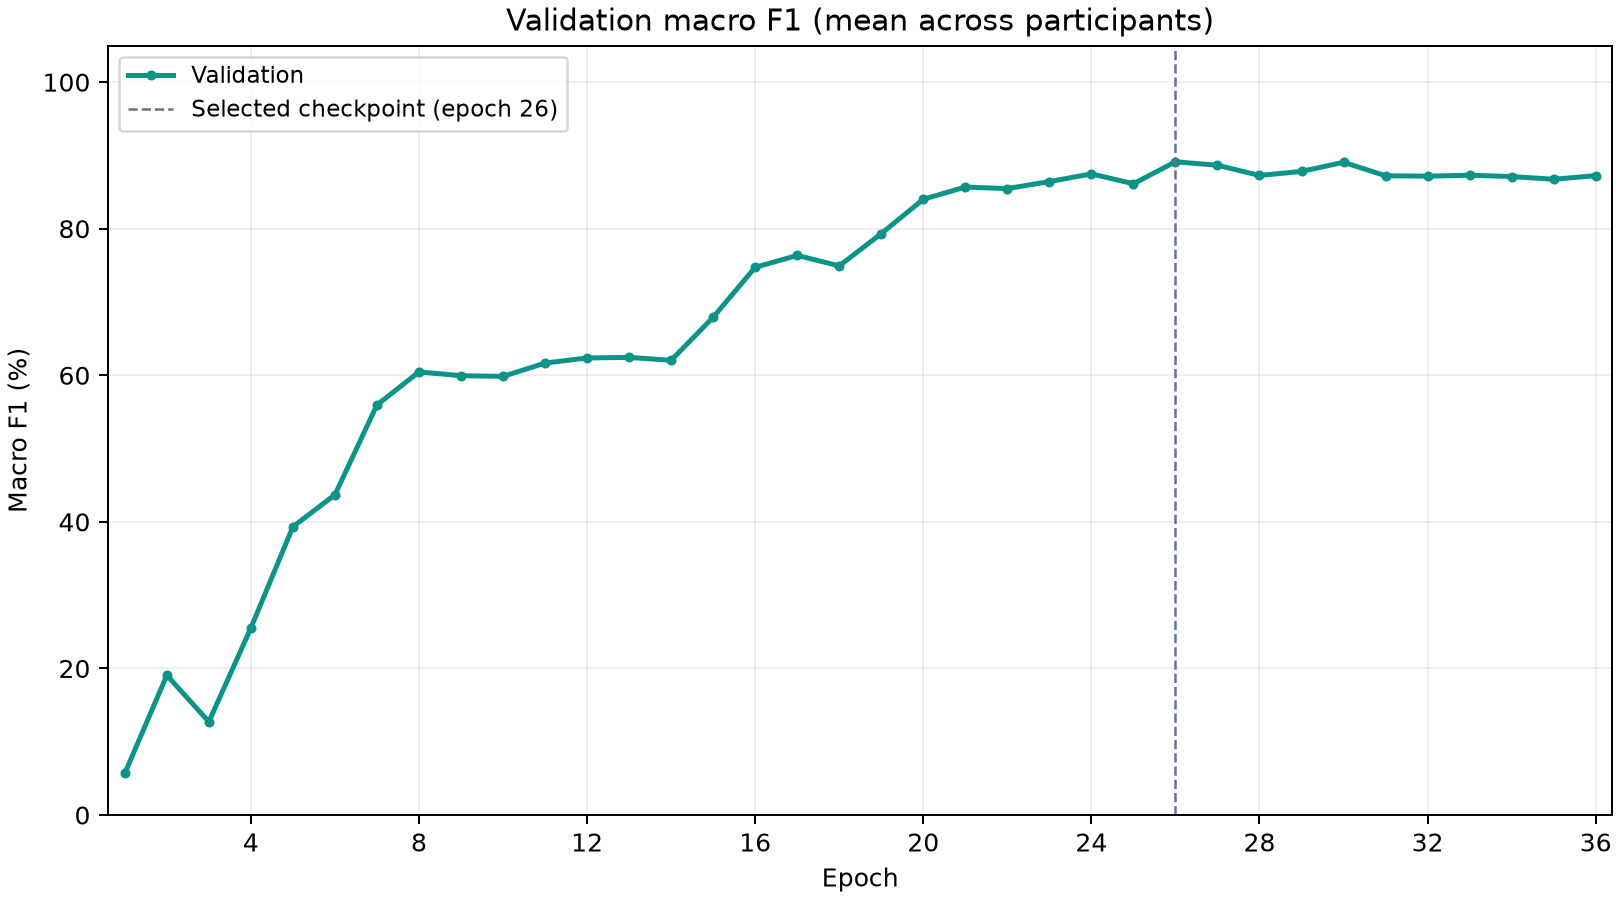 Validation macro F1 (mean across participants)
Validation
Selected checkpoint (epoch 26)
Macro F1 (%)
100
80
60
40
20
0
4 8 12 16 20 24 28 32 36
Epoch